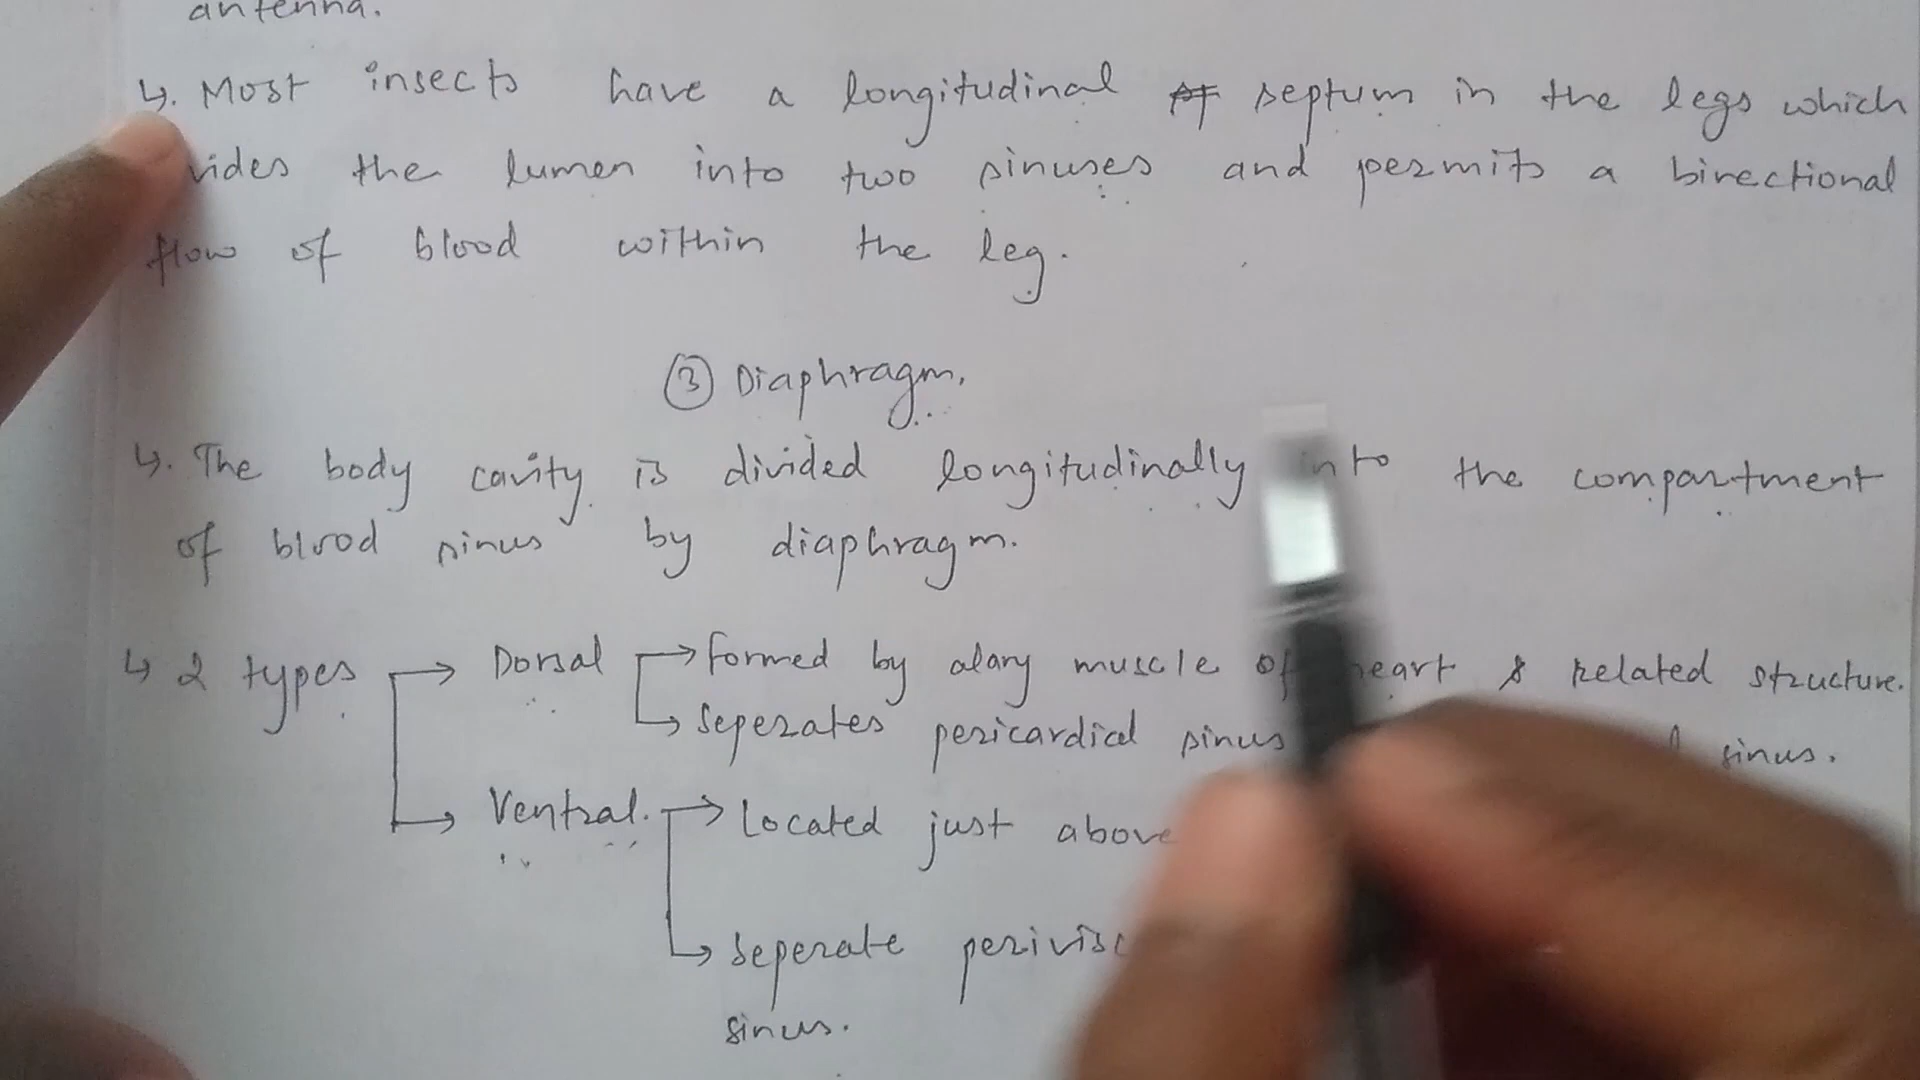 antenna.
↳. Most insects have a longitudinal septum in the legs which
vides the lumen into two sinuses and permits a birectional
flow of blood within the leg.
③ Diaphragm.
↳. The body cavity is divided longitudinally into the compartment
of blood sinus by diaphragm.
↳ 2 types → Dorsal → formed by alary muscle of heart & related structure.
→ seperates pericardial sinus sinus.
→ Ventral. → Located just above
→ seperate perivisc
sinus.